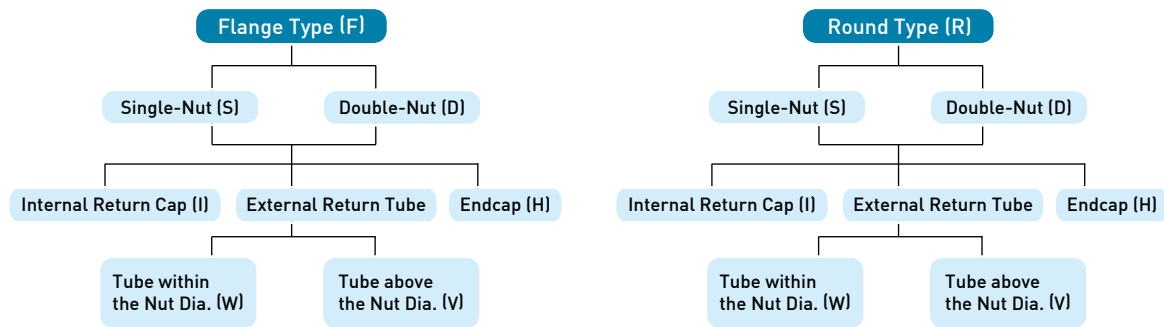 Flange Type (F)
Single-Nut (S)
Double-Nut (D)
Internal Return Cap (I)
External Return Tube
Endcap (H)
Tube within
the Nut Dia. (W)
Tube above
the Nut Dia. (V)
Round Type (R)
Single-Nut (S)
Double-Nut (D)
Internal Return Cap (I)
External Return Tube
Endcap (H)
Tube within
the Nut Dia. (W)
Tube above
the Nut Dia. (V)